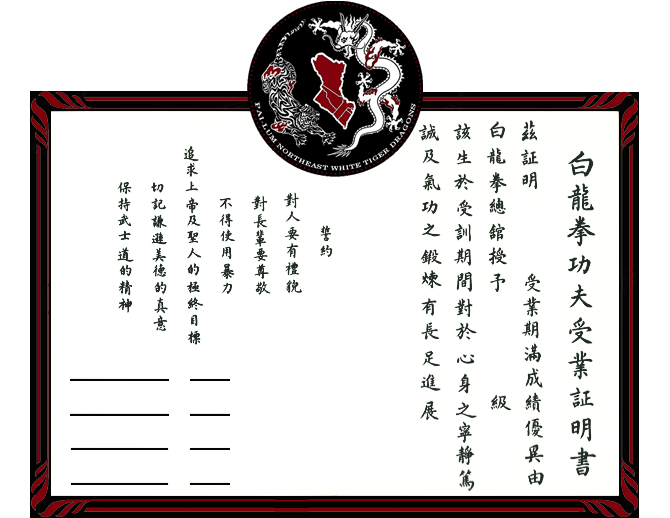 PAI LUM NORTHEAST WHITE TIGER DRAGONS
白龍拳功夫受業証明書
茲証明 受業期滿成績優異由
白龍拳總館授予 級
該生於受訓期間對於心身之寧靜篤
誠及氣功之鍛煉有長足進展
誓約
對人要有禮貌
對長輩要尊敬
不得使用暴力
追求上帝及聖人的極終目標
切記謙遜美德的真意
保持武士道的精神